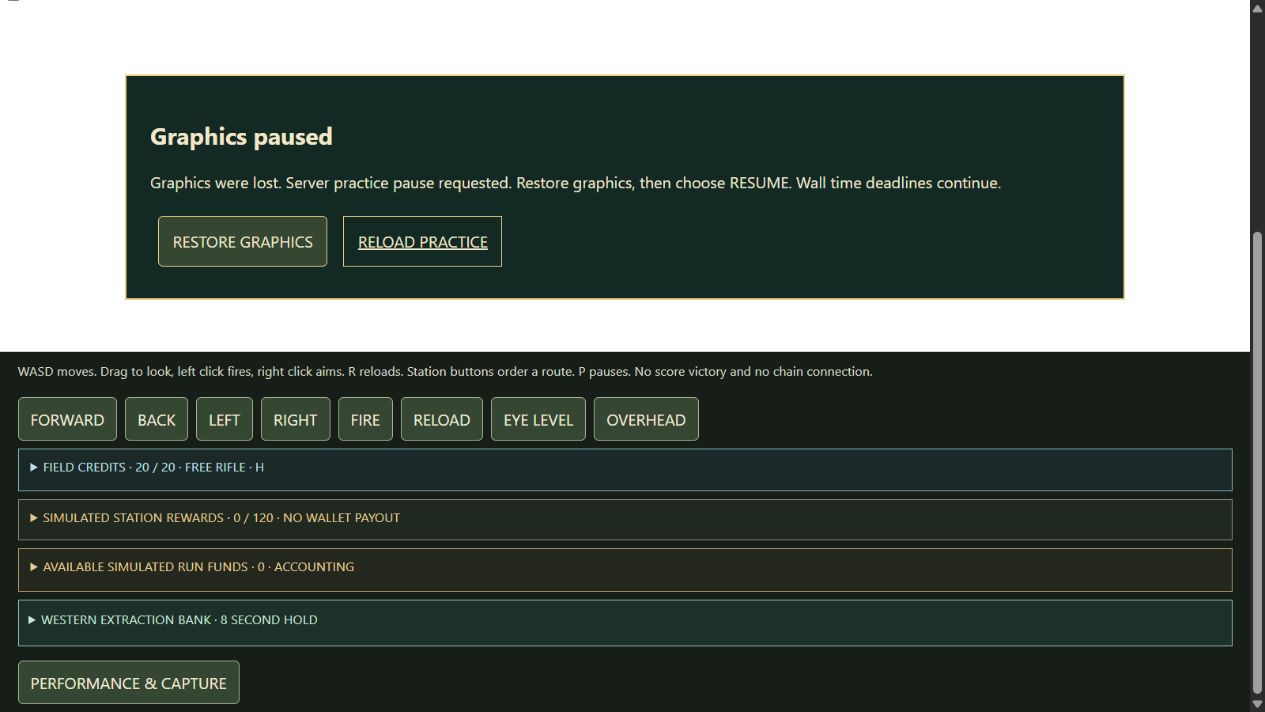 Graphics paused
Graphics were lost. Server practice pause requested. Restore graphics, then choose RESUME. Wall time deadlines continue.
RESTORE GRAPHICS RELOAD PRACTICE
WASD moves. Drag to look, left click fires, right click aims. R reloads. Station buttons order a route. P pauses. No score victory and no chain connection.
FORWARD BACK LEFT RIGHT FIRE RELOAD EYE LEVEL OVERHEAD
FIELD CREDITS · 20 / 20 · FREE RIFLE · H
SIMULATED STATION REWARDS · 0 / 120 · NO WALLET PAYOUT
AVAILABLE SIMULATED RUN FUNDS · 0 · ACCOUNTING
WESTERN EXTRACTION BANK · 8 SECOND HOLD
PERFORMANCE & CAPTURE